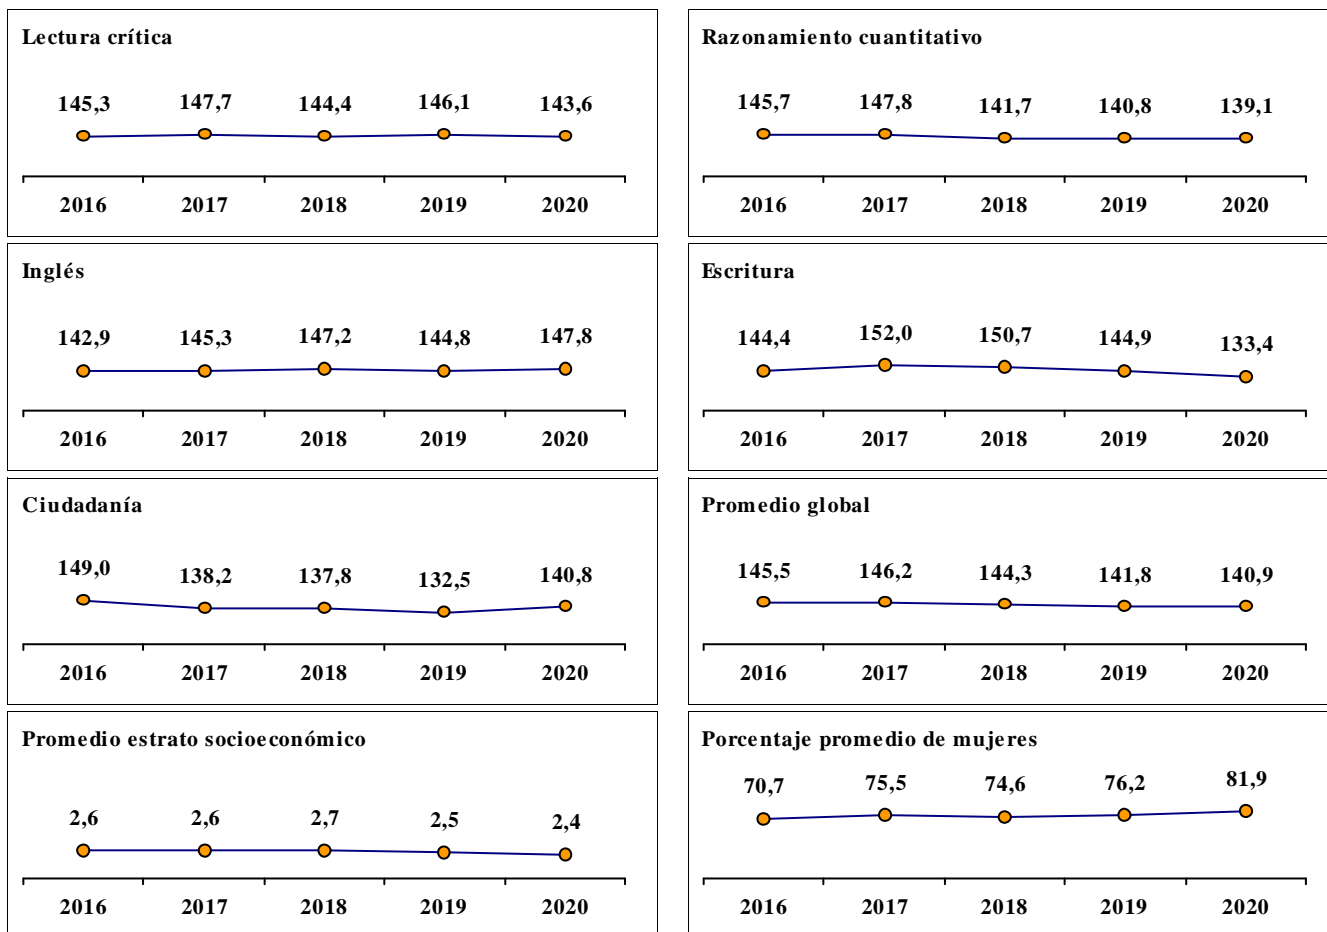 Lectura crítica
145,3 147,7 144,4 146,1 143,6
2016 2017 2018 2019 2020
Razonamiento cuantitativo
145,7 147,8 141,7 140,8 139,1
2016 2017 2018 2019 2020
Inglés
142,9 145,3 147,2 144,8 147,8
2016 2017 2018 2019 2020
Escritura
144,4 152,0 150,7 144,9 133,4
2016 2017 2018 2019 2020
Ciudadanía
149,0 138,2 137,8 132,5 140,8
2016 2017 2018 2019 2020
Promedio global
145,5 146,2 144,3 141,8 140,9
2016 2017 2018 2019 2020
Promedio estrato socioeconómico
2,6 2,6 2,7 2,5 2,4
2016 2017 2018 2019 2020
Porcentaje promedio de mujeres
70,7 75,5 74,6 76,2 81,9
2016 2017 2018 2019 2020